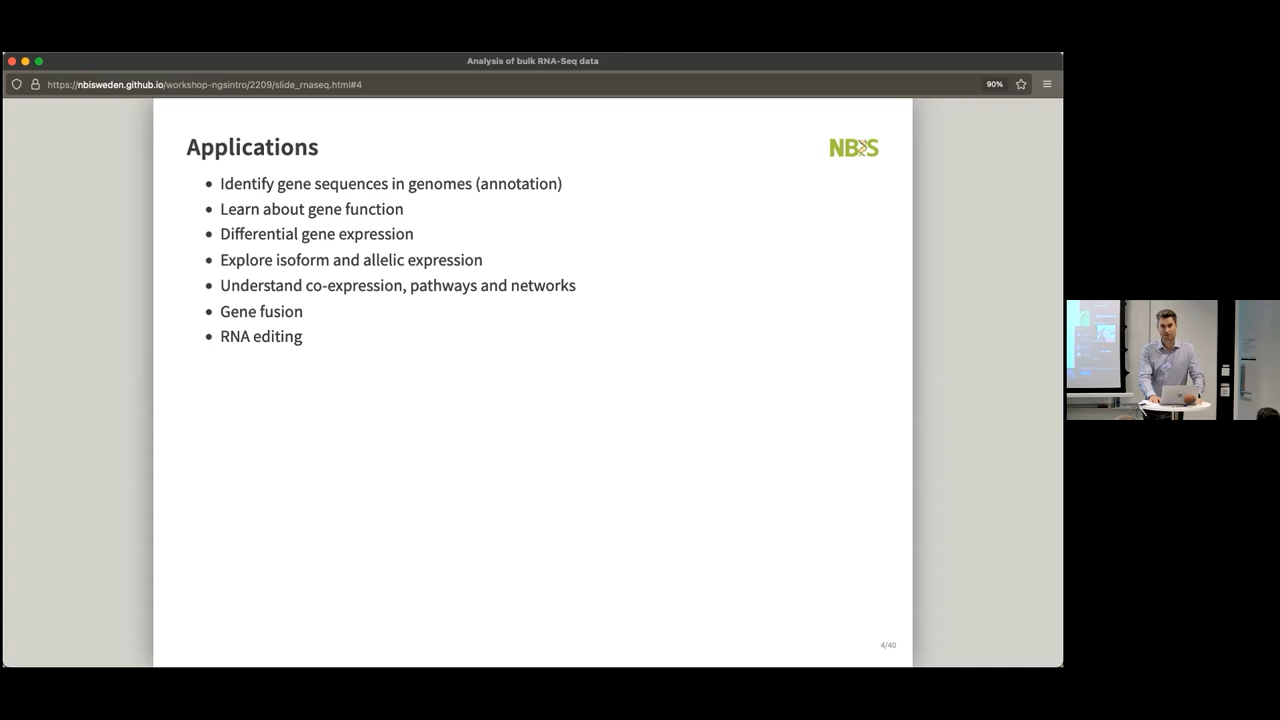 Analysis of bulk RNA-Seq data
https://nbisweden.github.io/workshop-ngsintro/2209/slide_rnaseq.html#4
90%
Applications
NBIS
• Identify gene sequences in genomes (annotation)
• Learn about gene function
• Differential gene expression
• Explore isoform and allelic expression
• Understand co-expression, pathways and networks
• Gene fusion
• RNA editing
4/40